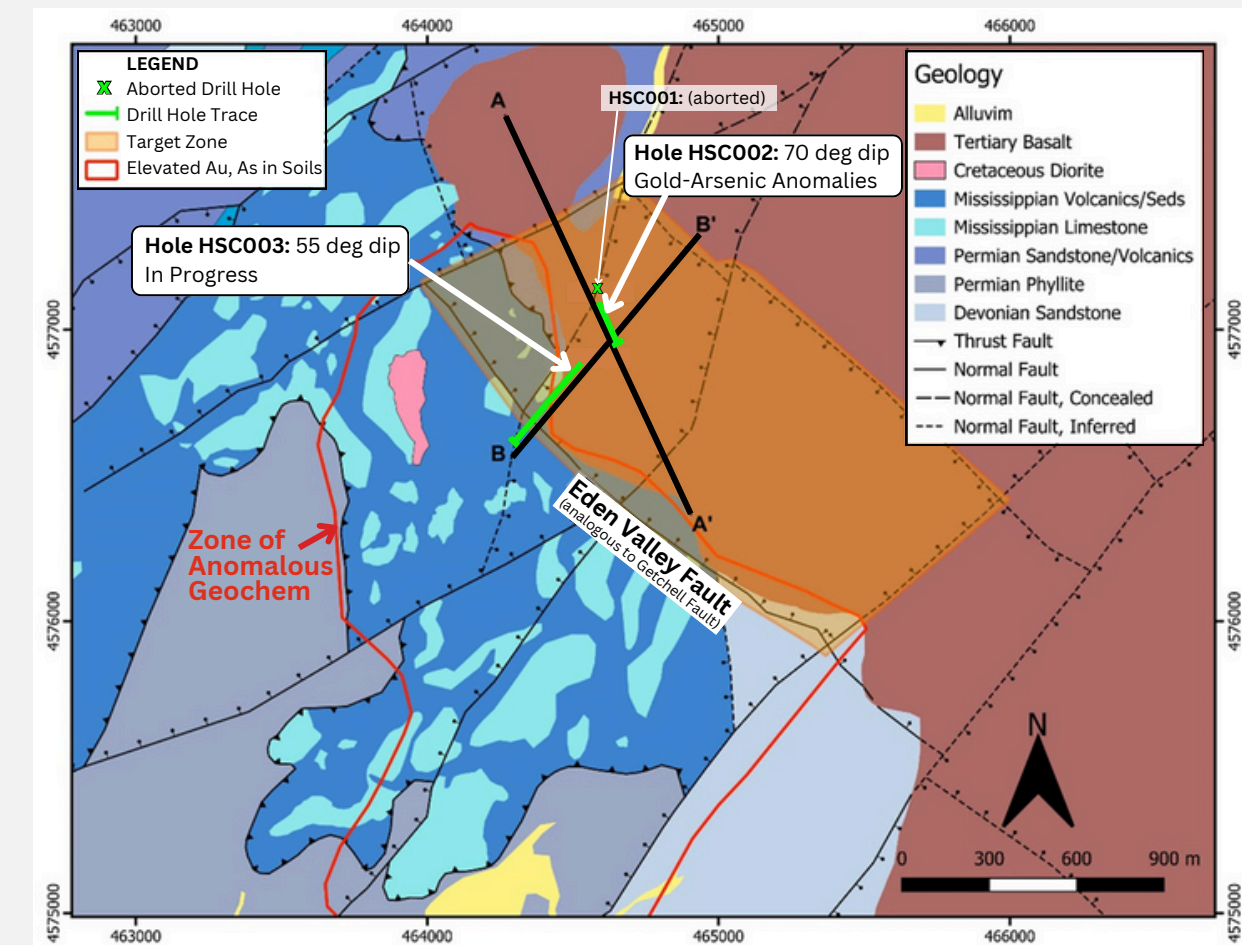 463000
464000
465000
466000
LEGEND
Aborted Drill Hole
Drill Hole Trace
Target Zone
Elevated Au, As in Soils
Geology
Alluvim
Tertiary Basalt
Cretaceous Diorite
Mississippian Volcanics/Seds
Mississippian Limestone
Permian Sandstone/Volcanics
Permian Phyllite
Devonian Sandstone
Thrust Fault
Normal Fault
Normal Fault, Concealed
Normal Fault, Inferred
A
HSC001: (aborted)
Hole HSC002: 70 deg dip
Gold-Arsenic Anomalies
B'
Hole HSC003: 55 deg dip
In Progress
4577000
4577000
B
A'
Eden Valley Fault
(analogous to Getchell Fault)
Zone of
Anomalous
Geochem
4576000
4576000
N
0 300 600 900 m
4575000
4575000
463000
464000
465000
466000